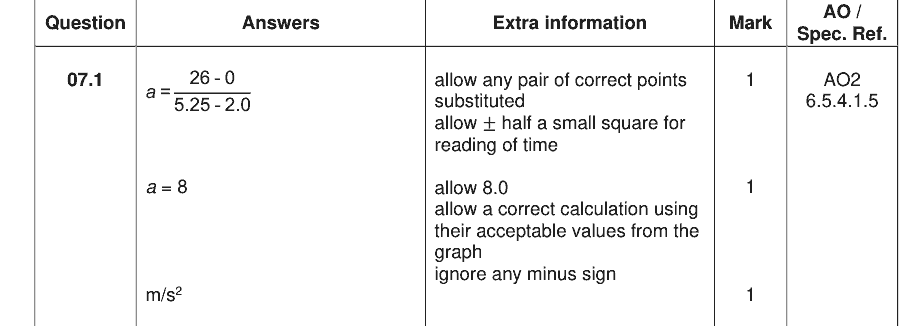 Question Answers Extra information Mark AO / Spec. Ref.
07.1 a = 26 - 0 / 5.25 - 2.0 allow any pair of correct points 1 AO2
substituted 6.5.4.1.5
allow ± half a small square for
reading of time
a = 8 allow 8.0 1
allow a correct calculation using
their acceptable values from the
graph
ignore any minus sign
m/s² 1